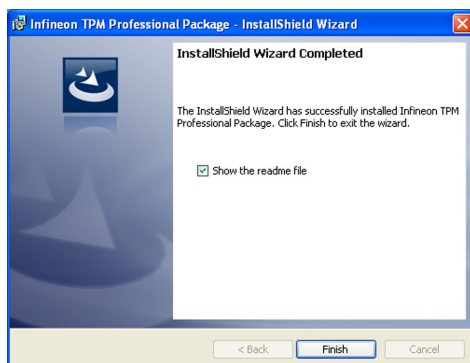 Infineon TPM Professional Package - InstallShield Wizard
InstallShield Wizard Completed
The InstallShield Wizard has successfully installed Infineon TPM
Professional Package. Click Finish to exit the wizard.
Show the readme file
< Back
Finish
Cancel